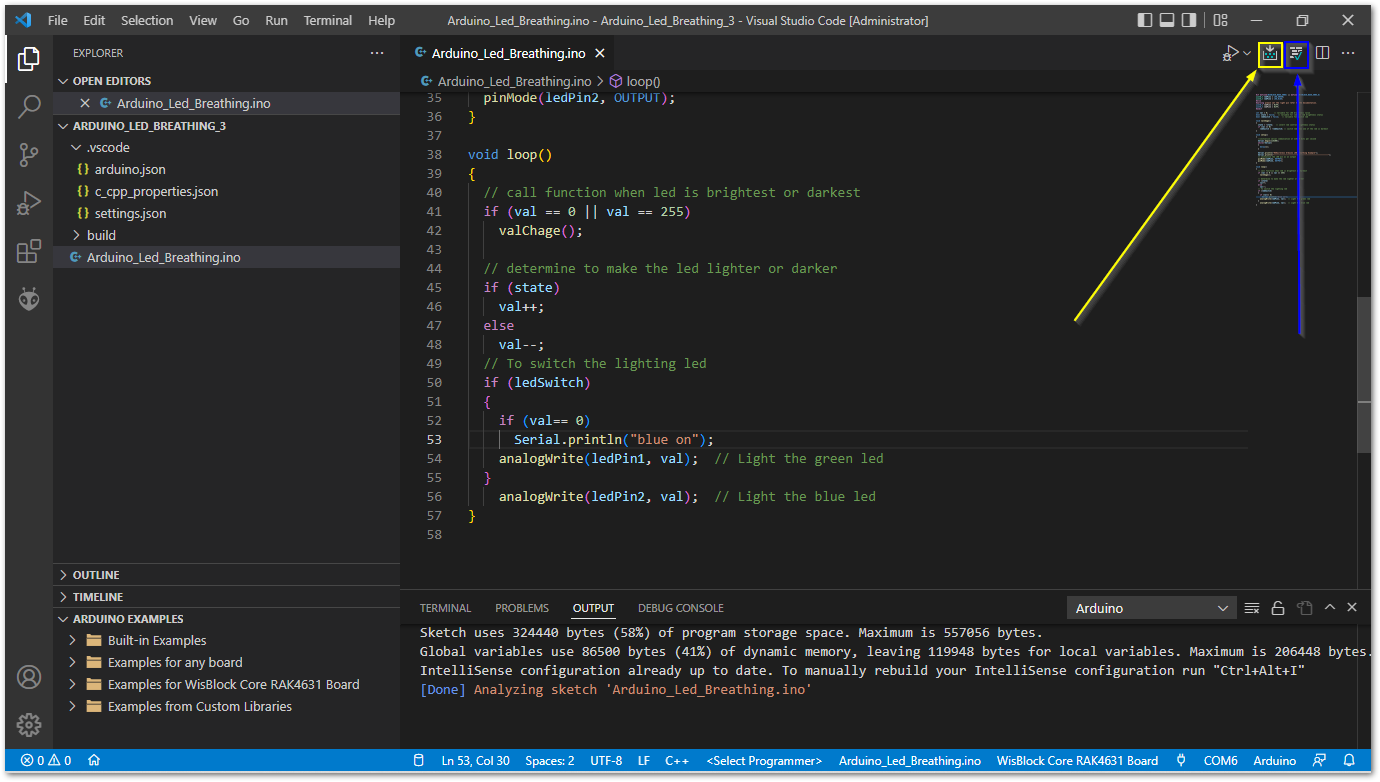 File Edit Selection View Go Run Terminal Help
Arduino_Led_Breathing.ino - Arduino_Led_Breathing_3 - Visual Studio Code [Administrator]
EXPLORER
OPEN EDITORS
Arduino_Led_Breathing.ino
ARDUINO_LED_BREATHING_3
.vscode
{} arduino.json
{} c_cpp_properties.json
{} settings.json
build
Arduino_Led_Breathing.ino
OUTLINE
TIMELINE
ARDUINO EXAMPLES
Built-in Examples
Examples for any board
Examples for WisBlock Core RAK4631 Board
Examples from Custom Libraries
Arduino_Led_Breathing.ino
Arduino_Led_Breathing.ino > loop()
35 pinMode(ledPin2, OUTPUT);
36 }
37
38 void loop()
39 {
40 // call function when led is brightest or darkest
41 if (val == 0 || val == 255)
42 valChage();
43
44 // determine to make the led lighter or darker
45 if (state)
46 val++;
47 else
48 val--;
49 // To switch the lighting led
50 if (ledSwitch)
51 {
52 if (val== 0)
53 Serial.println("blue on");
54 analogWrite(ledPin1, val); // Light the green led
55 }
56 analogWrite(ledPin2, val); // Light the blue led
57 }
58
TERMINAL PROBLEMS OUTPUT DEBUG CONSOLE
Arduino
Sketch uses 324440 bytes (58%) of program storage space. Maximum is 557056 bytes.
Global variables use 86500 bytes (41%) of dynamic memory, leaving 119948 bytes for local variables. Maximum is 206448 bytes.
IntelliSense configuration already up to date. To manually rebuild your IntelliSense configuration run "Ctrl+Alt+I"
[Done] Analyzing sketch 'Arduino_Led_Breathing.ino'
0 0 Ln 53, Col 30 Spaces: 2 UTF-8 LF C++ <Select Programmer> Arduino_Led_Breathing.ino WisBlock Core RAK4631 Board COM6 Arduino